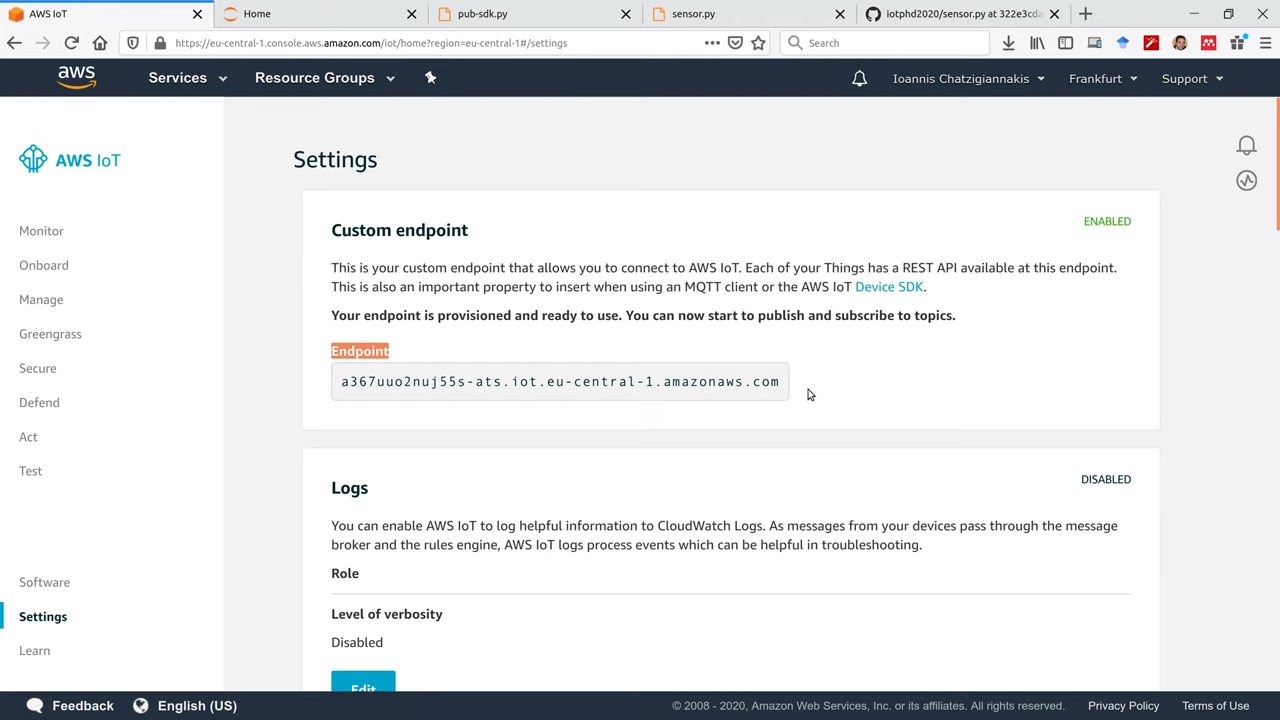 AWS IoT
Home
pub-sdk.py
sensor.py
iotphd2020/sensor.py at 322e3cda
https://eu-central-1.console.aws.amazon.com/iot/home?region=eu-central-1#/settings
Search
aws
Services
Resource Groups
Ioannis Chatzigiannakis
Frankfurt
Support
AWS IoT
Monitor
Onboard
Manage
Greengrass
Secure
Defend
Act
Test
Software
Settings
Learn
Settings
Custom endpoint
ENABLED
This is your custom endpoint that allows you to connect to AWS IoT. Each of your Things has a REST API available at this endpoint.
This is also an important property to insert when using an MQTT client or the AWS IoT Device SDK.
Your endpoint is provisioned and ready to use. You can now start to publish and subscribe to topics.
Endpoint
a367uuo2nuj55s-ats.iot.eu-central-1.amazonaws.com
Logs
DISABLED
You can enable AWS IoT to log helpful information to CloudWatch Logs. As messages from your devices pass through the message
broker and the rules engine, AWS IoT logs process events which can be helpful in troubleshooting.
Role
Level of verbosity
Disabled
Edit
Feedback
English (US)
© 2008 - 2020, Amazon Web Services, Inc. or its affiliates. All rights reserved.
Privacy Policy
Terms of Use